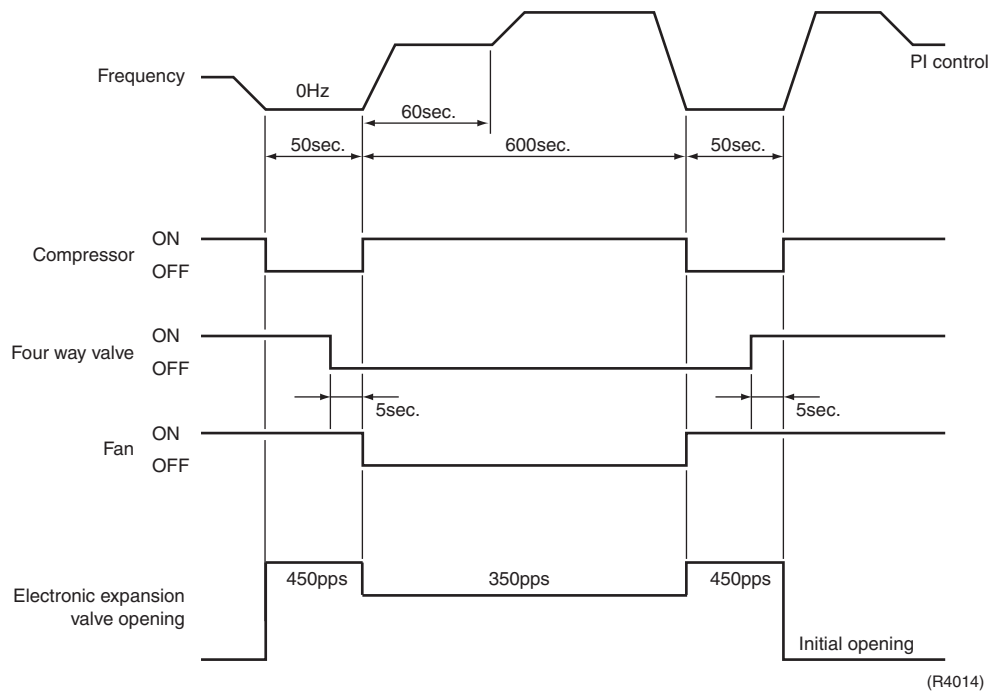 PI control
Frequency
0Hz
60sec.
50sec.
600sec.
50sec.
ON
Compressor
OFF
ON
Four way valve
OFF
5sec.
5sec.
ON
Fan
OFF
450pps
350pps
450pps
Electronic expansion
valve opening
Initial opening
(R4014)